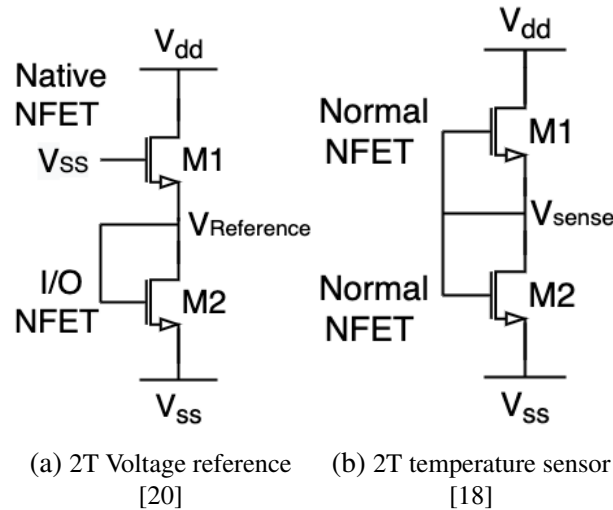 Vdd
Native
NFET
Vss
M1
VReference
I/O
NFET
M2
Vss
(a) 2T Voltage reference
[20]
Vdd
Normal
NFET
M1
Vsense
Normal
NFET
M2
Vss
(b) 2T temperature sensor
[18]